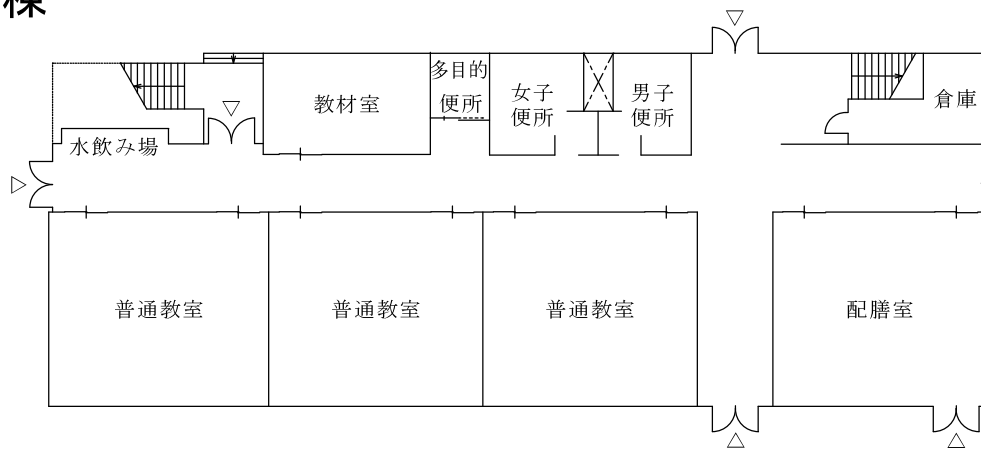 棟
多目的
便所
教材室
女子
便所
男子
便所
倉庫
水飲み場
普通教室
普通教室
普通教室
配膳室